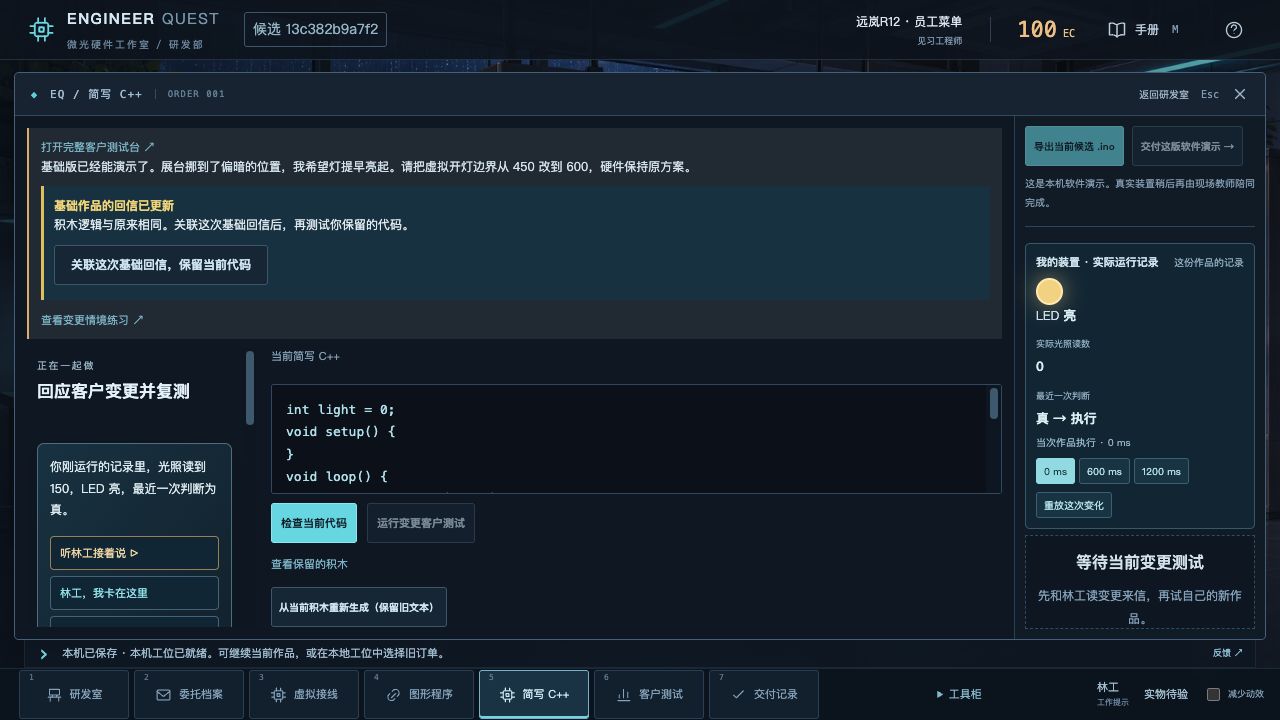 ENGINEER QUEST
微光硬件工作室 / 研发部
候选 13c382b9a7f2
远岚R12 · 员工菜单
见习工程师
100 EC
手册 M
EQ / 简写 C++
ORDER 001
返回研发室 Esc
打开完整客户测试台 ↗
基础版已经能演示了。展台挪到了偏暗的位置，我希望灯提早亮起。请把虚拟开灯边界从 450 改到 600，硬件保持原方案。
基础作品的回信已更新
积木逻辑与原来相同。关联这次基础回信后，再测试你保留的代码。
关联这次基础回信，保留当前代码
查看变更情境练习 ↗
正在一起做
回应客户变更并复测
你刚运行的记录里，光照读到
150，LED 亮，最近一次判断为
真。
听林工接着说 ▷
林工，我卡在这里
当前简写 C++
int light = 0;
void setup() {
}
void loop() {
检查当前代码
运行变更客户测试
查看保留的积木
从当前积木重新生成（保留旧文本）
导出当前候选 .ino
交付这版软件演示 →
这是本机软件演示。真实装置稍后再由现场教师陪同
完成。
我的装置 · 实际运行记录
这份作品的记录
LED 亮
实际光照读数
0
最近一次判断
真 → 执行
当次作品执行 · 0 ms
0 ms
600 ms
1200 ms
重放这次变化
等待当前变更测试
先和林工读变更来信，再试自己的新作
品。
本机已保存 · 本机工位已就绪。可继续当前作品，或在本地工位中选择旧订单。
反馈 ↗
1 研发室
2 委托档案
3 虚拟接线
4 图形程序
5 简写 C++
6 客户测试
7 交付记录
▶ 工具柜
林工
工作提示
实物待验
减少动效